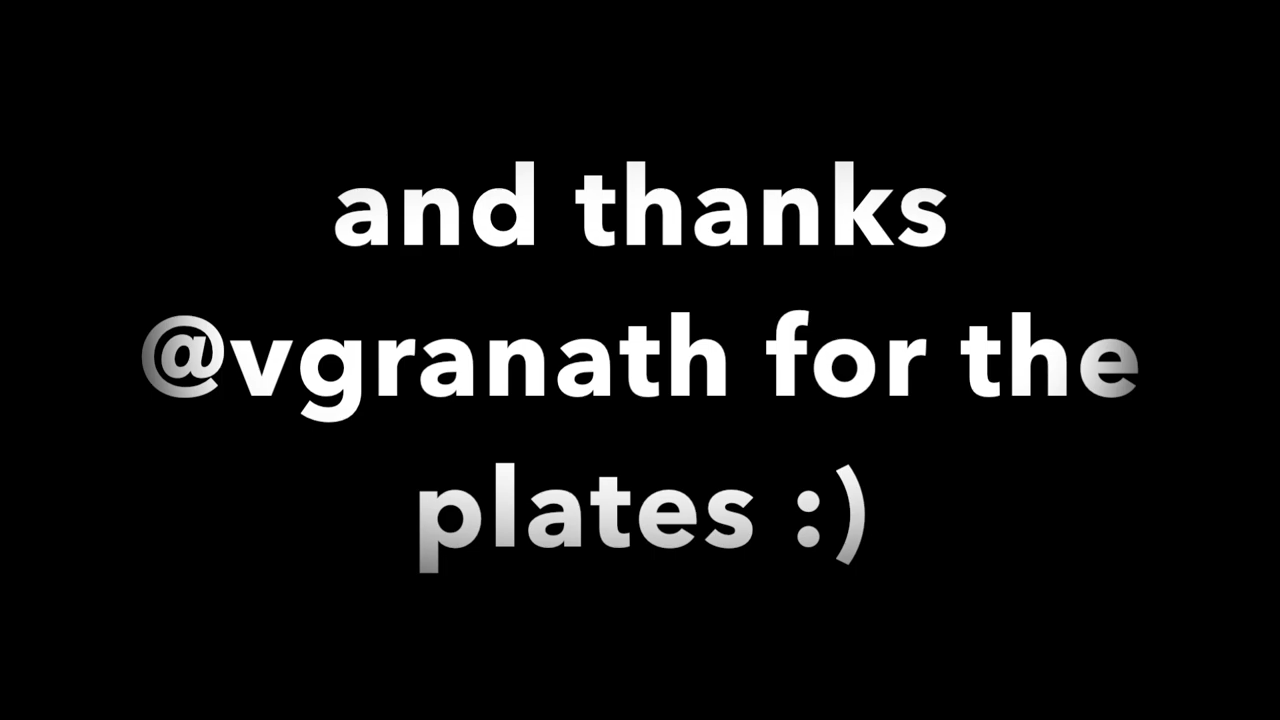 and thanks
@vgranath for the
plates :)